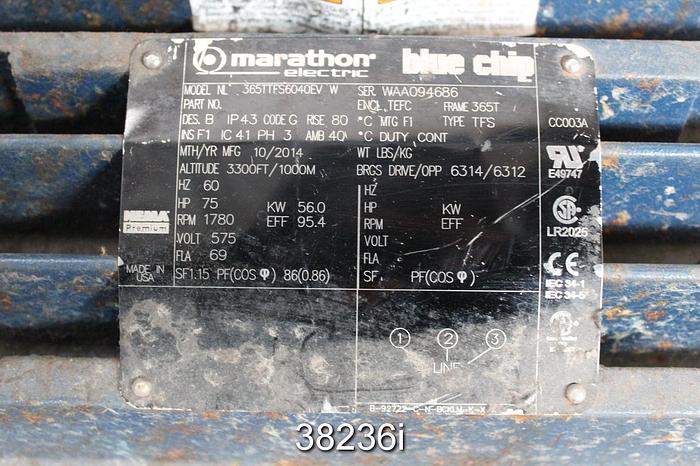 marathon® blue chip
electric
MODEL NL 365TTFS6040EV W SER. WAA094686
PART NO. ENCL TEFC FRAME 365T
DES. B IP 43 CODE G RISE 80 °C MTG F1 TYPE TFS CC003A
INS F1 IC 41 PH 3 AMB 40 °C DUTY CONT
MTH/YR MFG 10/2014 WT LBS/KG
ALTITUDE 3300FT/1000M BRGS DRIVE/OPP 6314/6312 E49747
HZ 60 HZ
HP 75 KW 56.0 HP KW
RPM 1780 EFF 95.4 RPM EFF
NEMA Premium
VOLT 575 VOLT LR2025
FLA 69 FLA
MADE IN USA SF1.15 PF(COS φ) 86(0.86) SF PF(COS φ)
CE
IEC 34-1
IEC 34-5
1 2 3
LINE
B-92722-C-N-BCKLN-K-X
38236i